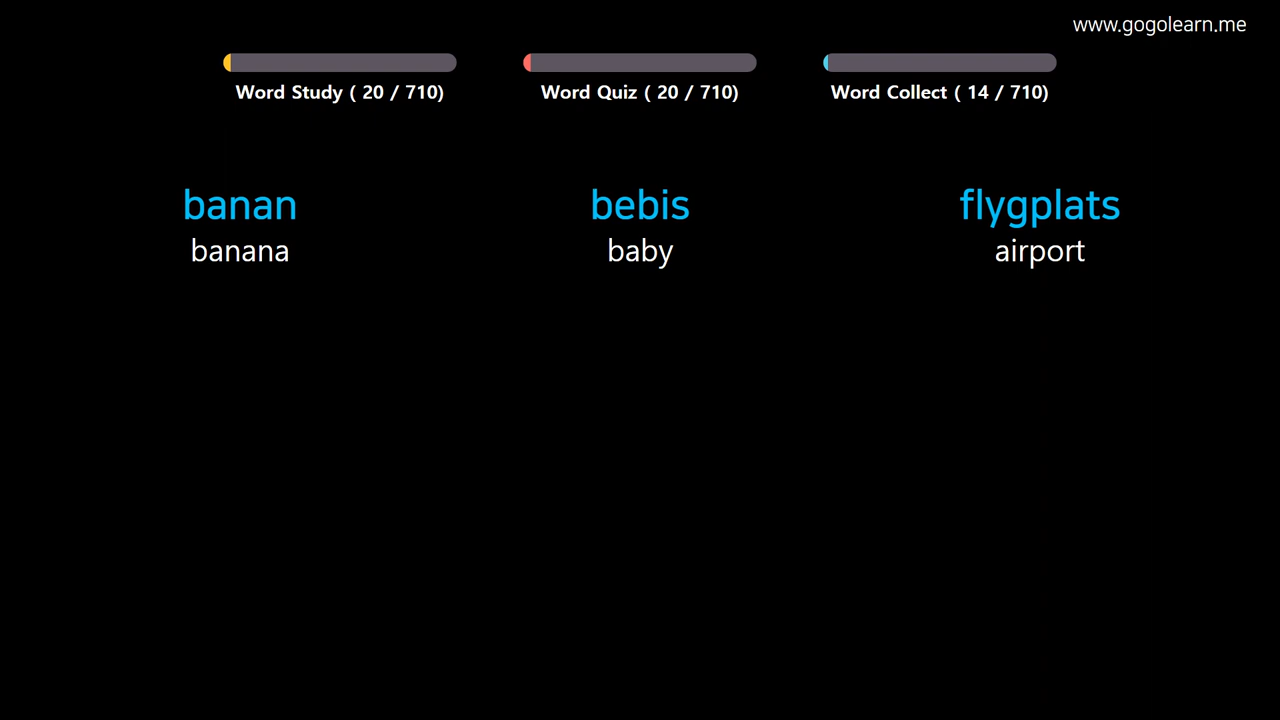 www.gogolearn.me
Word Study ( 20 / 710)
Word Quiz ( 20 / 710)
Word Collect ( 14 / 710)
banan
banana
bebis
baby
flygplats
airport